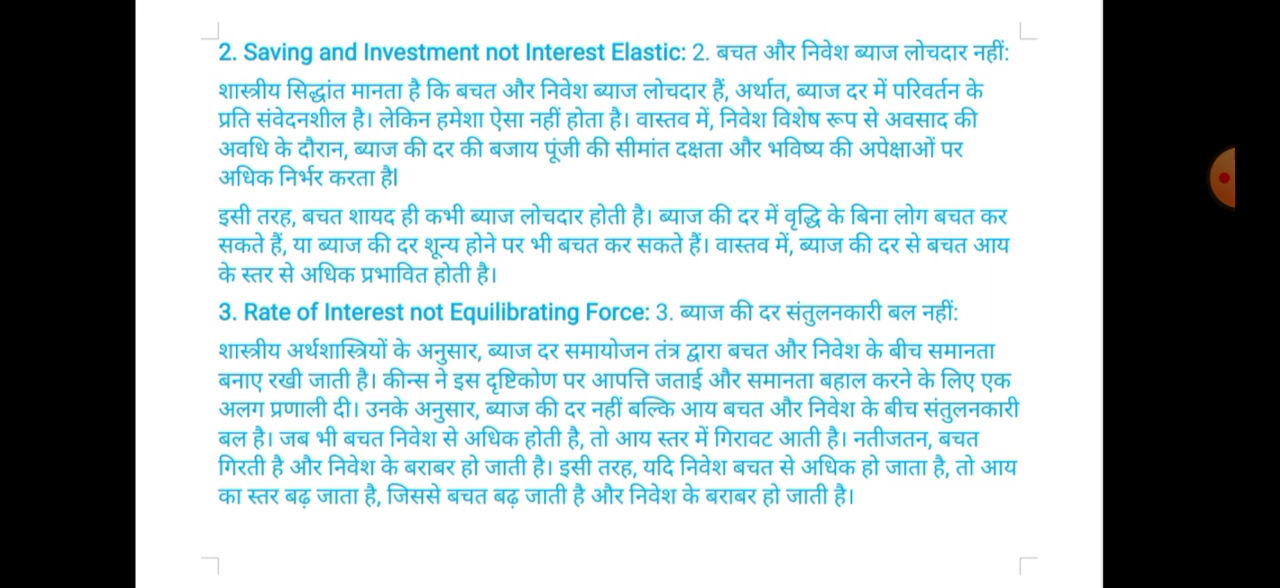 2. Saving and Investment not Interest Elastic: 2. बचत और निवेश ब्याज लोचदार नहीं:
शास्त्रीय सिद्धांत मानता है कि बचत और निवेश ब्याज लोचदार हैं, अर्थात, ब्याज दर में परिवर्तन के
प्रति संवेदनशील है। लेकिन हमेशा ऐसा नहीं होता है। वास्तव में, निवेश विशेष रूप से अवसाद की
अवधि के दौरान, ब्याज की दर की बजाय पूंजी की सीमांत दक्षता और भविष्य की अपेक्षाओं पर
अधिक निर्भर करता है।
इसी तरह, बचत शायद ही कभी ब्याज लोचदार होती है। ब्याज की दर में वृद्धि के बिना लोग बचत कर
सकते हैं, या ब्याज की दर शून्य होने पर भी बचत कर सकते हैं। वास्तव में, ब्याज की दर से बचत आय
के स्तर से अधिक प्रभावित होती है।
3. Rate of Interest not Equilibrating Force: 3. ब्याज की दर संतुलनकारी बल नहीं:
शास्त्रीय अर्थशास्त्रियों के अनुसार, ब्याज दर समायोजन तंत्र द्वारा बचत और निवेश के बीच समानता
बनाए रखी जाती है। कीन्स ने इस दृष्टिकोण पर आपत्ति जताई और समानता बहाल करने के लिए एक
अलग प्रणाली दी। उनके अनुसार, ब्याज की दर नहीं बल्कि आय बचत और निवेश के बीच संतुलनकारी
बल है। जब भी बचत निवेश से अधिक होती है, तो आय स्तर में गिरावट आती है। नतीजतन, बचत
गिरती है और निवेश के बराबर हो जाती है। इसी तरह, यदि निवेश बचत से अधिक हो जाता है, तो आय
का स्तर बढ़ जाता है, जिससे बचत बढ़ जाती है और निवेश के बराबर हो जाती है।